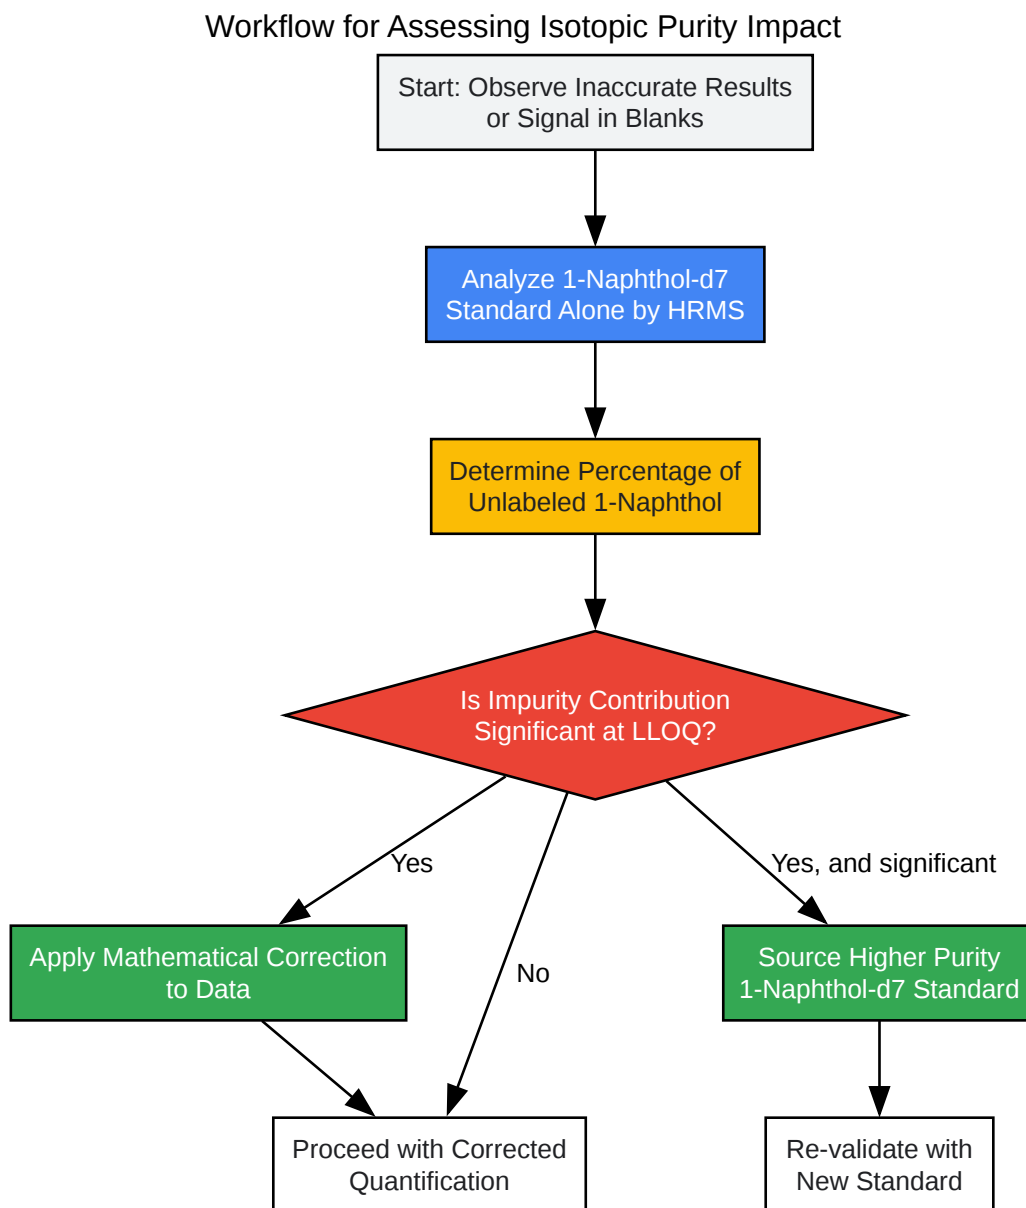 Workflow for Assessing Isotopic Purity Impact
Start: Observe Inaccurate Results
or Signal in Blanks
Analyze 1-Naphthol-d7
Standard Alone by HRMS
Determine Percentage of
Unlabeled 1-Naphthol
Is Impurity Contribution
Significant at LLOQ?
Yes
Yes, and significant
Apply Mathematical Correction
to Data
No
Source Higher Purity
1-Naphthol-d7 Standard
Proceed with Corrected
Quantification
Re-validate with
New Standard